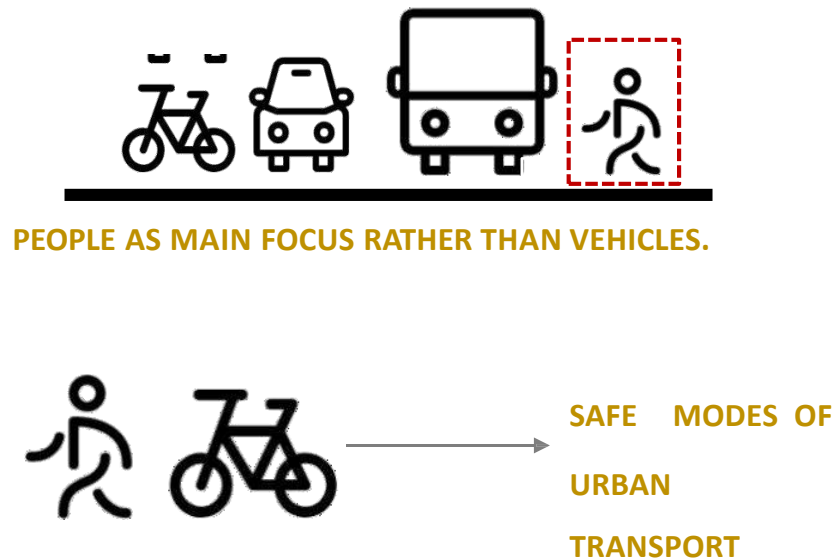 PEOPLE AS MAIN FOCUS RATHER THAN VEHICLES.
SAFE MODES OF
URBAN
TRANSPORT